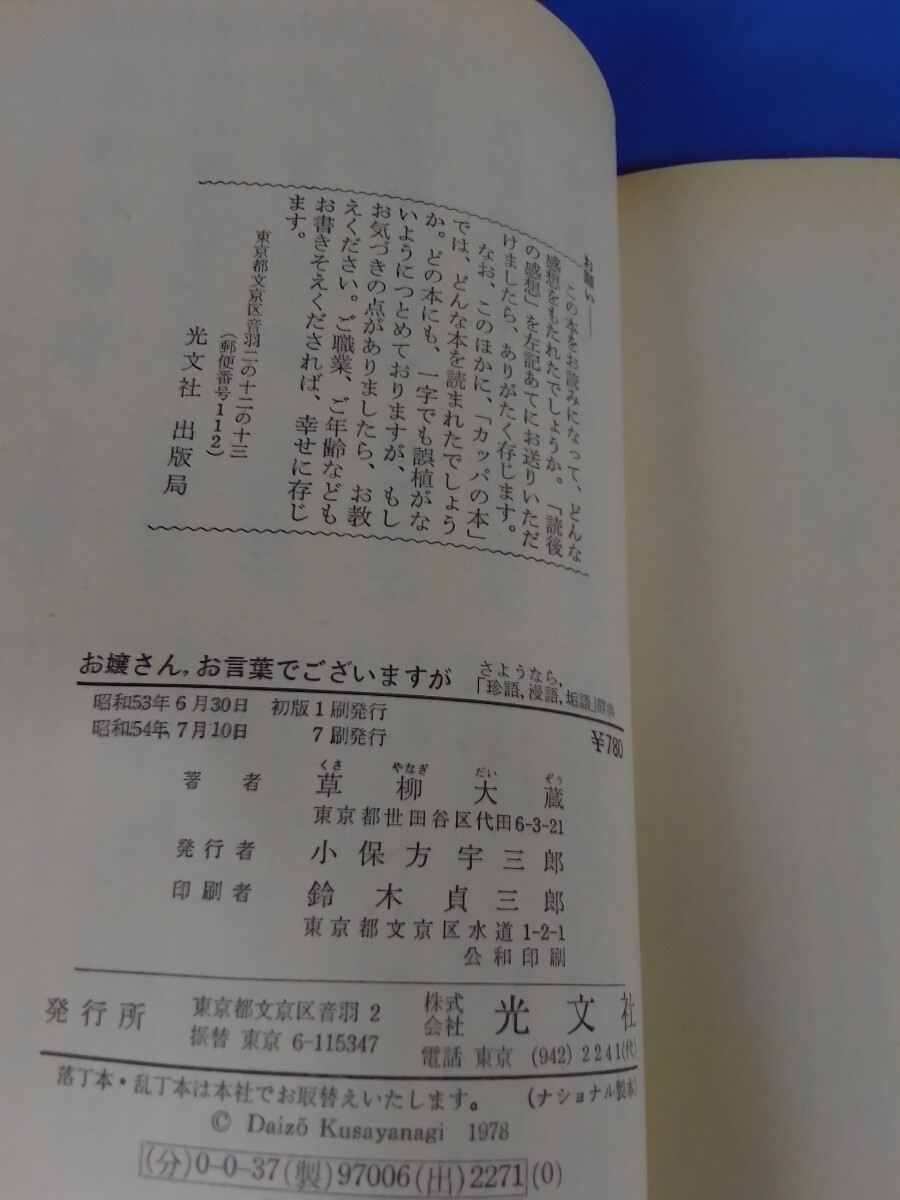 お願い――
この本をお読みになって、どんな
感想をもたれたでしょうか。「読後
の感想」を左記あてにお送りいただ
けましたら、ありがたく存じます。
なお、このほかに、「カッパの本」
では、どんな本を読まれたでしょう
か。どの本にも、一字でも誤植がな
いようにつとめておりますが、もし
お気づきの点がありましたら、お教
えください。ご職業、ご年齢なども
お書きそえくだされば、幸せに存じ
ます。
東京都文京区音羽二の十二の十三
(郵便番号112)
光文社 出版局
お嬢さん,お言葉でございますが さようなら,
「珍語,漫語,垢語」辞典
昭和53年6月30日 初版1刷発行
昭和54年7月10日 7刷発行
¥780
くさ やなぎ だい ぞう
著者 草柳大蔵
東京都世田谷区代田6-3-21
発行者 小保方宇三郎
印刷者 鈴木貞三郎
東京都文京区水道1-2-1
公和印刷
発行所 東京都文京区音羽2 株式会社 光文社
振替 東京 6-115347 電話 東京 (942) 2241(代)
落丁本・乱丁本は本社でお取替えいたします。 (ナショナル製本)
© Daizō Kusayanagi 1978
(分)0-0-37(製)97006(出)2271(0)